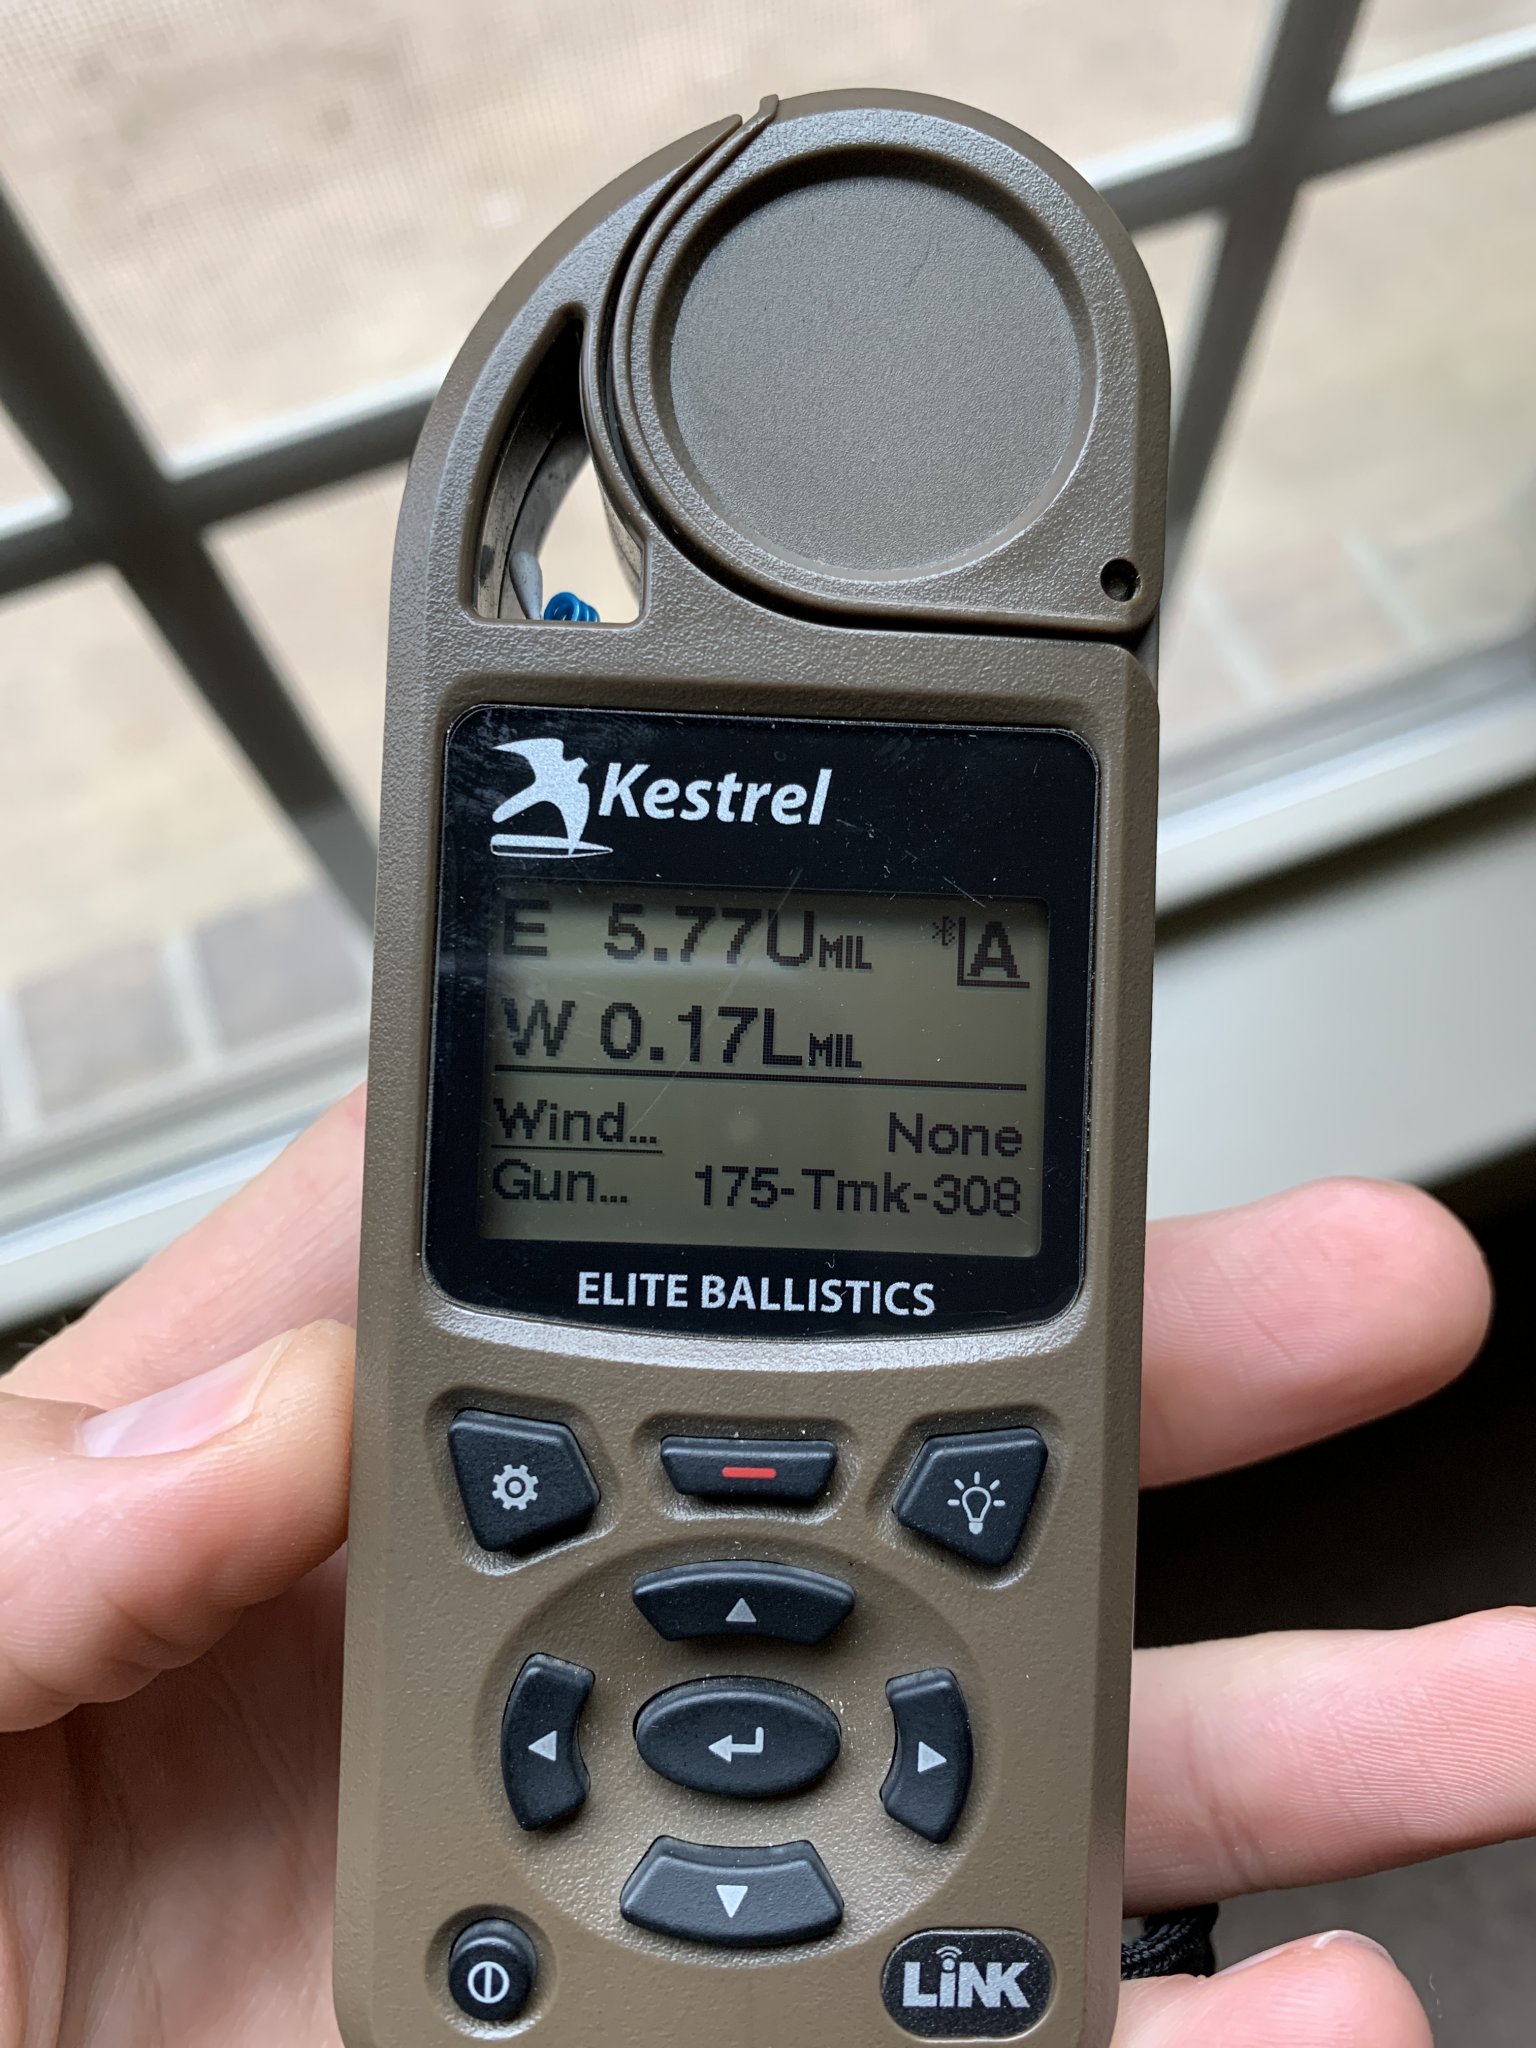 Kestrel
E 5.77U MIL A
W 0.17L MIL
Wind... None
Gun... 175-Tmk-308
ELITE BALLISTICS
LiNK